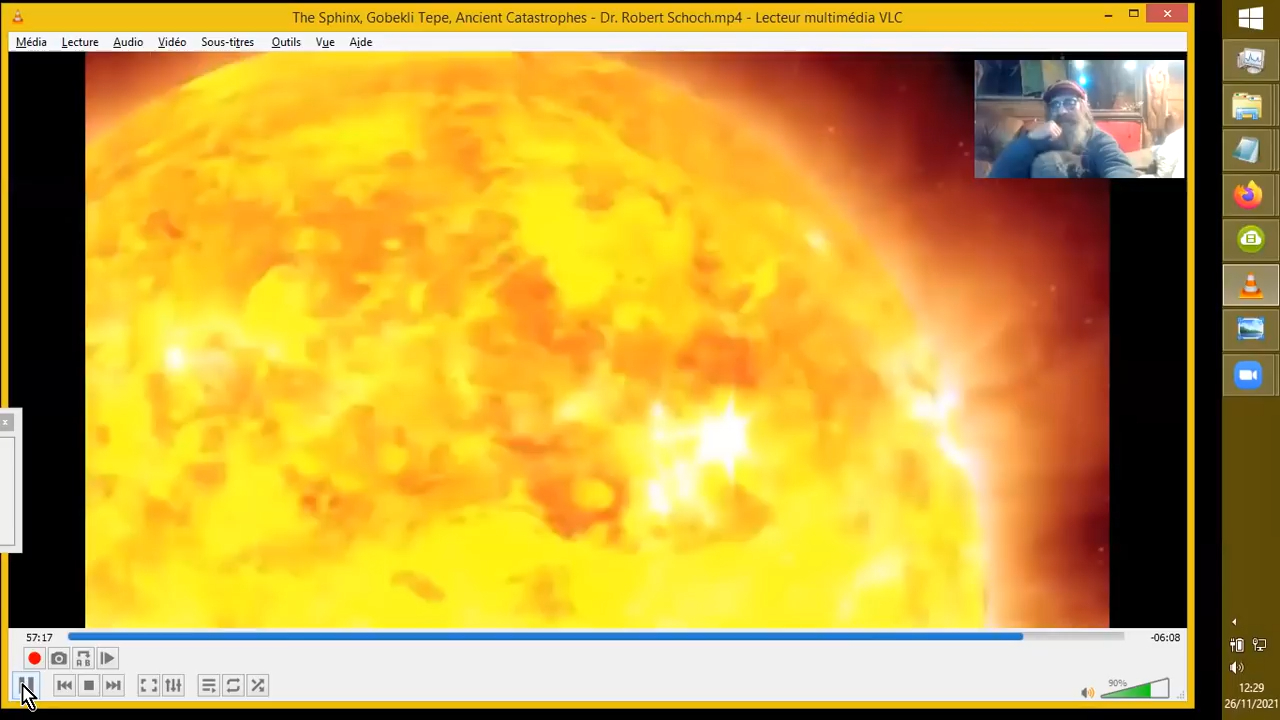 The Sphinx, Gobekli Tepe, Ancient Catastrophes - Dr. Robert Schoch.mp4 - Lecteur multimédia VLC
Média Lecture Audio Vidéo Sous-titres Outils Vue Aide
57:17 -06:08
A B
90%
12:29
26/11/2021